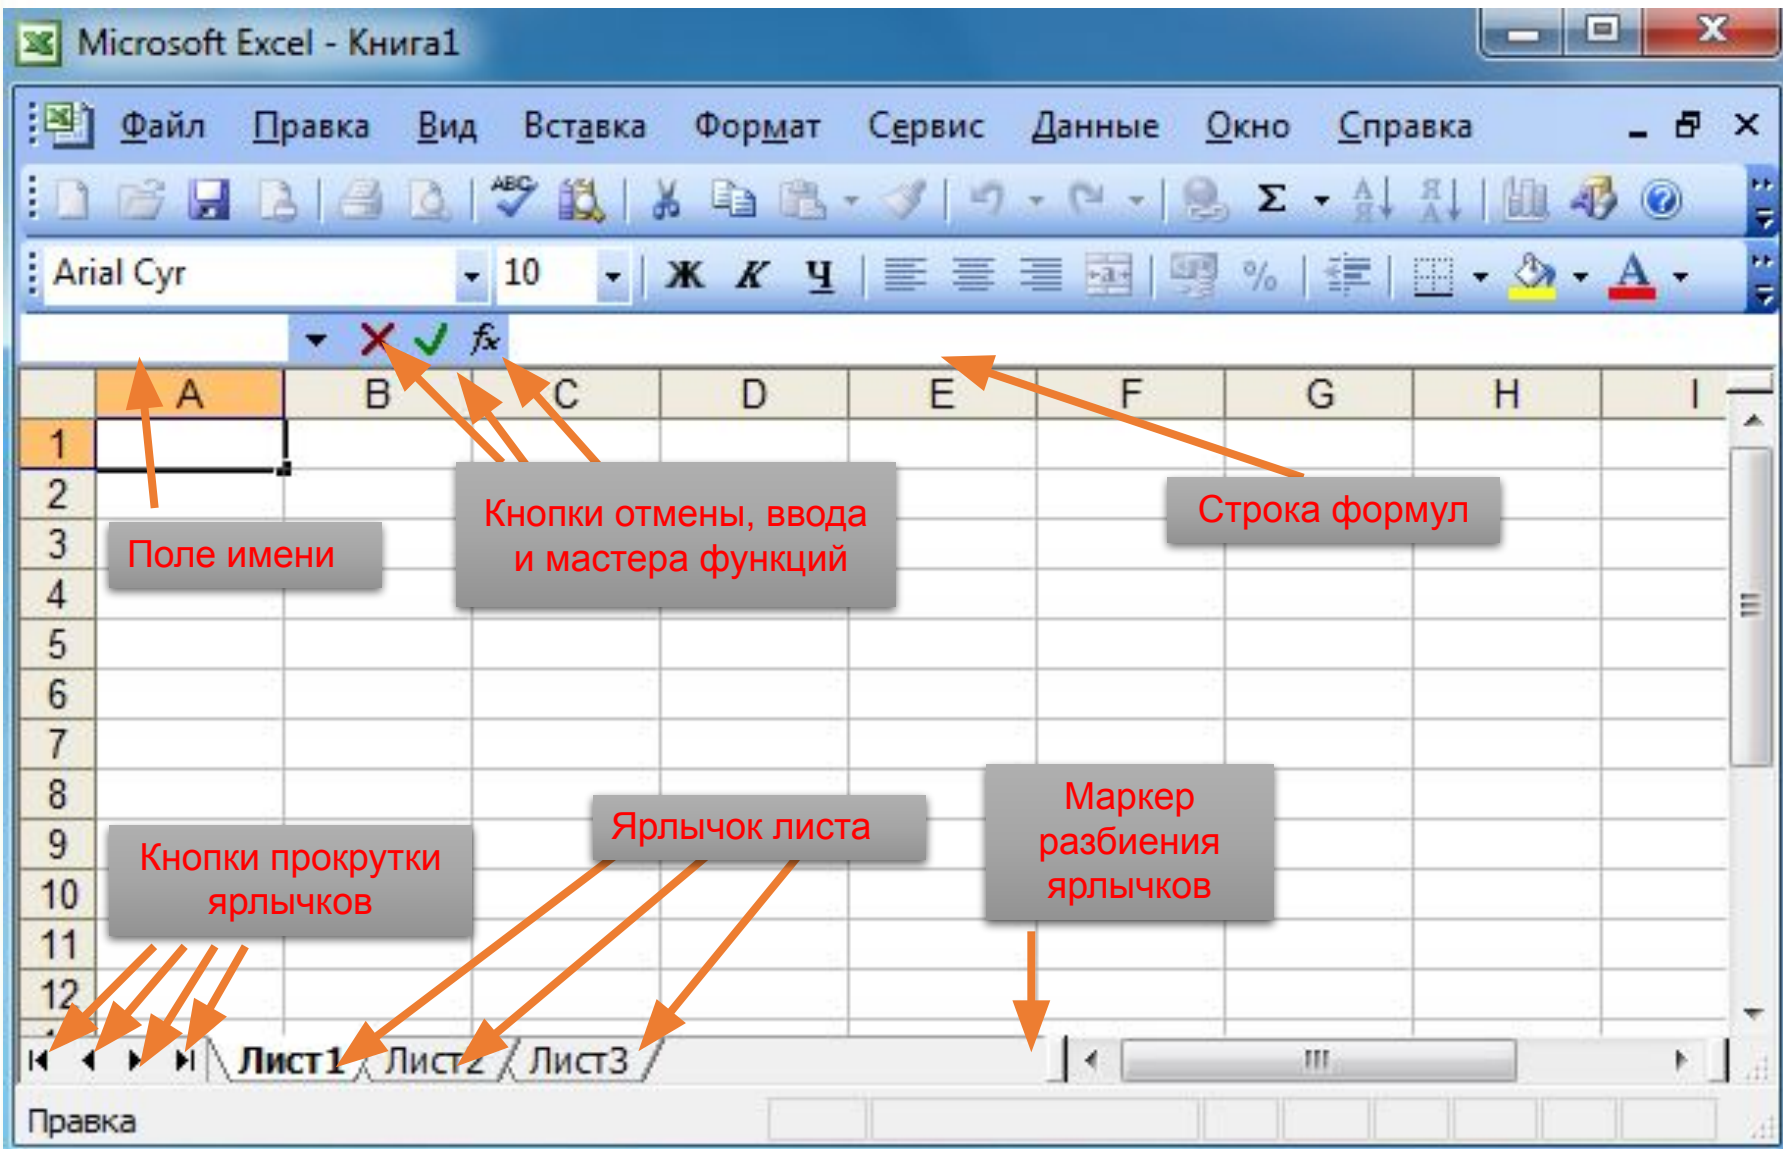 Microsoft Excel - Книга1
Файл Правка Вид Вставка Формат Сервис Данные Окно Справка
ABC Σ А Я Я А
Arial Cyr 10 Ж К Ч a % A
fx
A B C D E F G H I
1
2
3
4
5
6
7
8
9
10
11
12
Поле имени
Кнопки отмены, ввода
и мастера функций
Строка формул
Кнопки прокрутки
ярлычков
Ярлычок листа
Маркер
разбиения
ярлычков
Лист1 Лист2 Лист3
Правка